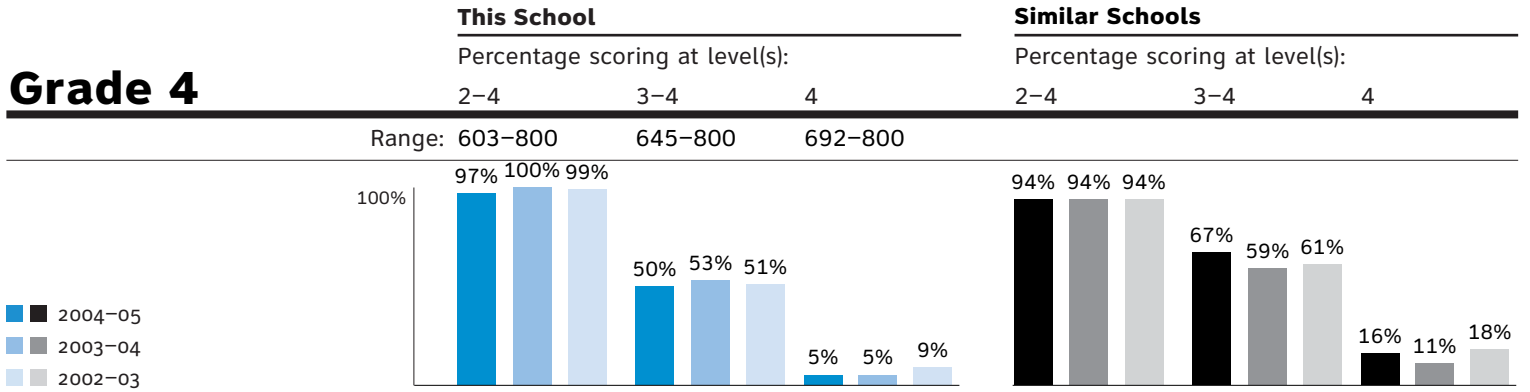 This School Similar Schools
Percentage scoring at level(s): Percentage scoring at level(s):
Grade 4 2–4 3–4 4 2–4 3–4 4
Range: 603–800 645–800 692–800
97% 100% 99% 94% 94% 94%
100%
67% 59% 61%
50% 53% 51%
2004–05
2003–04
2002–03
5% 5% 9% 16% 11% 18%